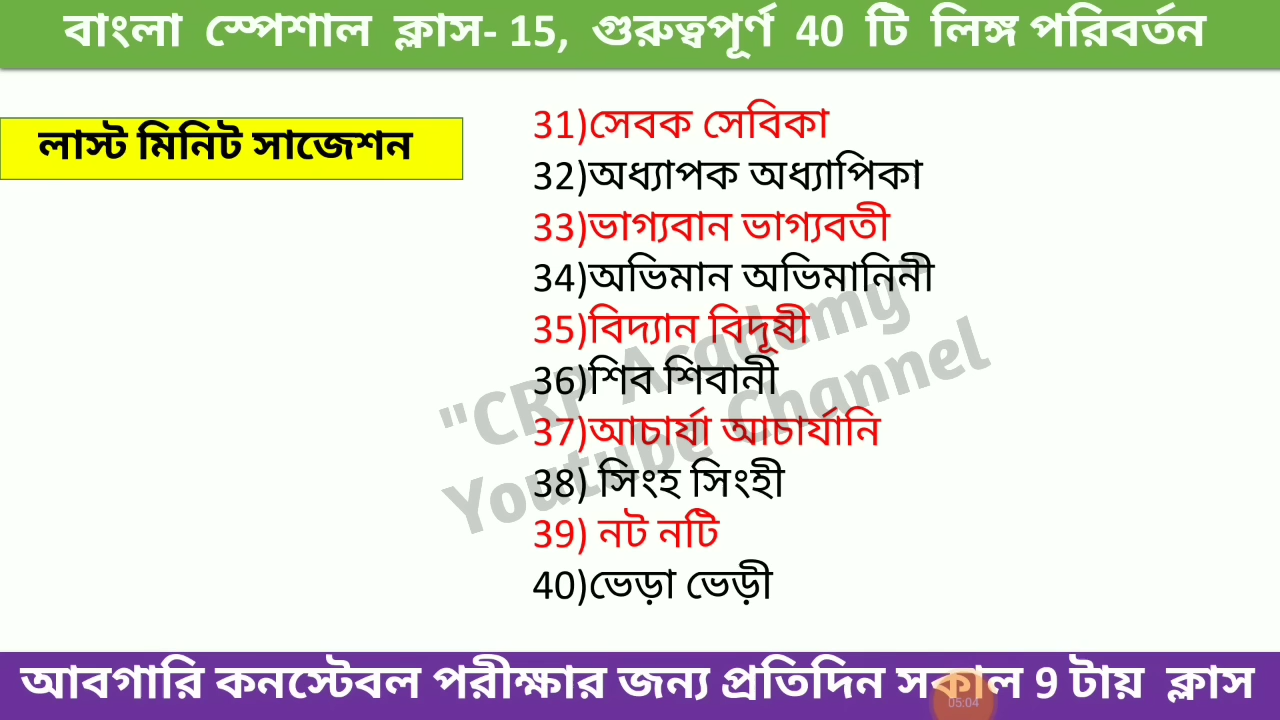 বাংলা স্পেশাল ক্লাস- 15, গুরুত্বপূর্ণ 40 টি লিঙ্গ পরিবর্তন
লাস্ট মিনিট সাজেশন
31)সেবক সেবিকা
32)অধ্যাপক অধ্যাপিকা
33)ভাগ্যবান ভাগ্যবতী
34)অভিমান অভিমানিনী
35)বিদ্যান বিদূষী
36)শিব শিবানী
37)আচার্যা আচার্যানি
38) সিংহ সিংহী
39) নট নটি
40)ভেড়া ভেড়ী
"CRP Academy"
Youtube Channel
আবগারি কনস্টেবল পরীক্ষার জন্য প্রতিদিন সকাল 9 টায় ক্লাস
05:04